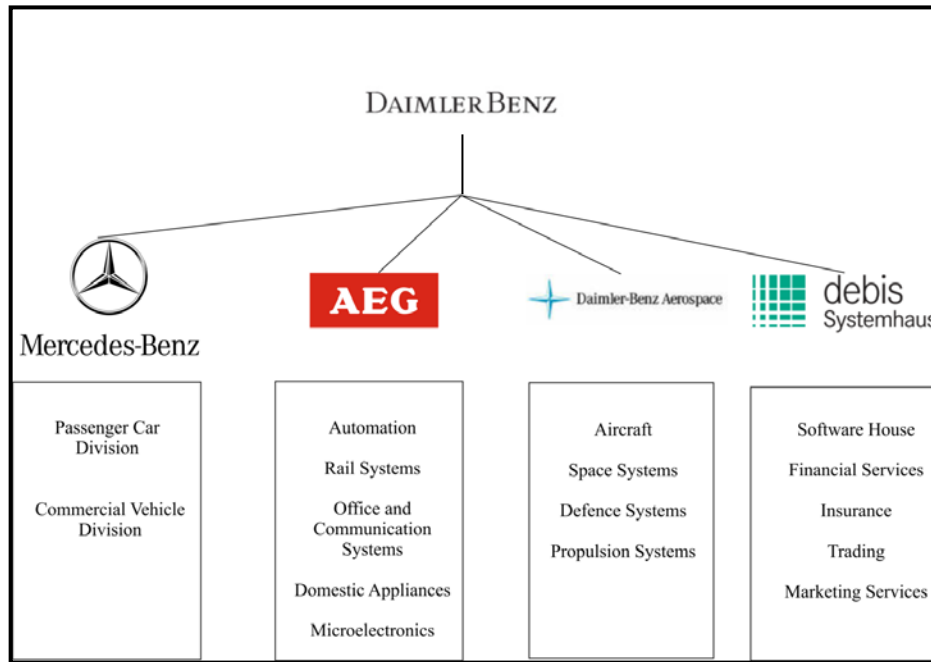 DAIMLERBENZ
Mercedes-Benz
AEG
Daimler-Benz Aerospace
debis
Systemhaus
Passenger Car
Division
Commercial Vehicle
Division
Automation
Rail Systems
Office and
Communication
Systems
Domestic Appliances
Microelectronics
Aircraft
Space Systems
Defence Systems
Propulsion Systems
Software House
Financial Services
Insurance
Trading
Marketing Services